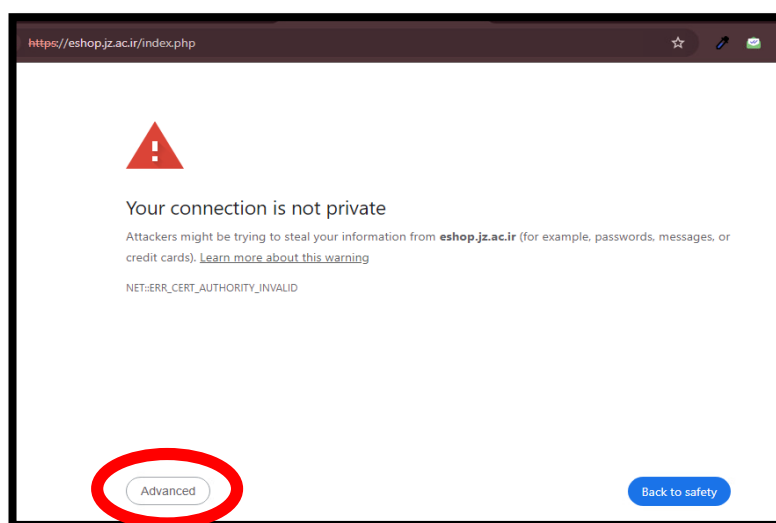 https://eshop.jz.ac.ir/index.php
Your connection is not private
Attackers might be trying to steal your information from eshop.jz.ac.ir (for example, passwords, messages, or
credit cards). Learn more about this warning
NET::ERR_CERT_AUTHORITY_INVALID
Advanced
Back to safety